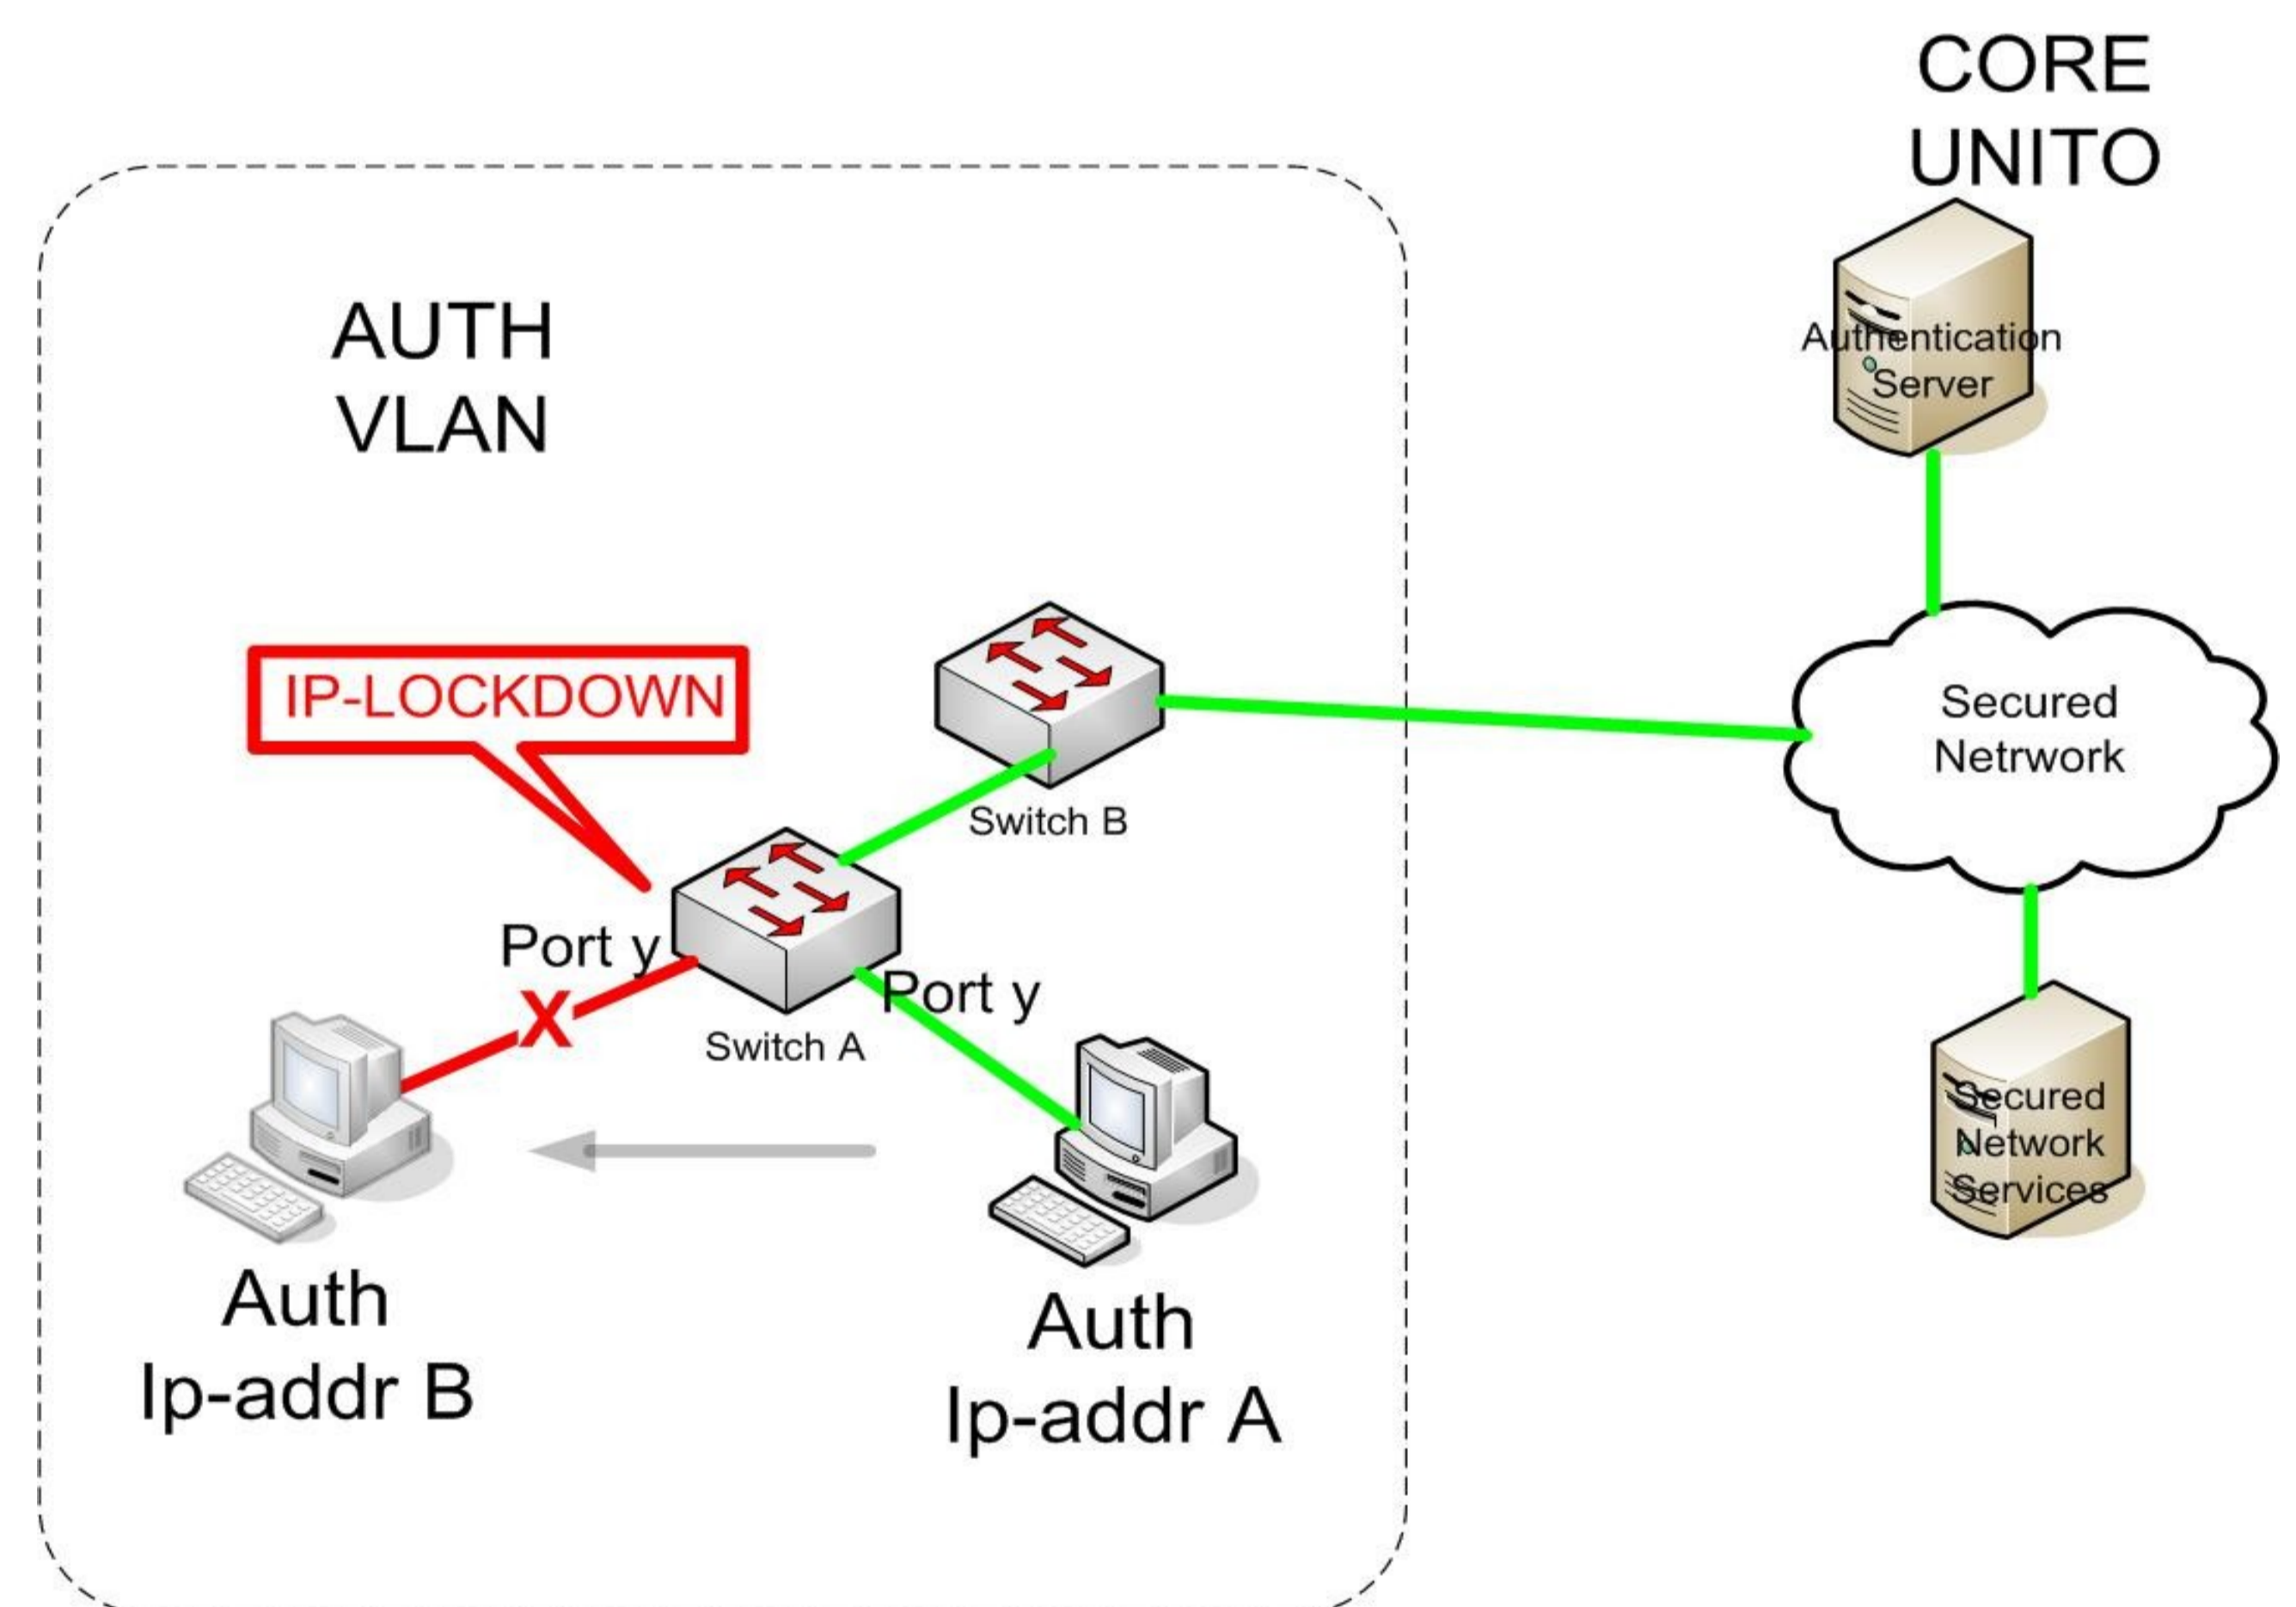 CORE
UNITO
Authentication
Server
AUTH
VLAN
IP-LOCKDOWN
Secured
Netrwork
Switch B
Port y
Port y
Switch A
Secured
Network
Services
Auth
Ip-addr B
Auth
Ip-addr A
X